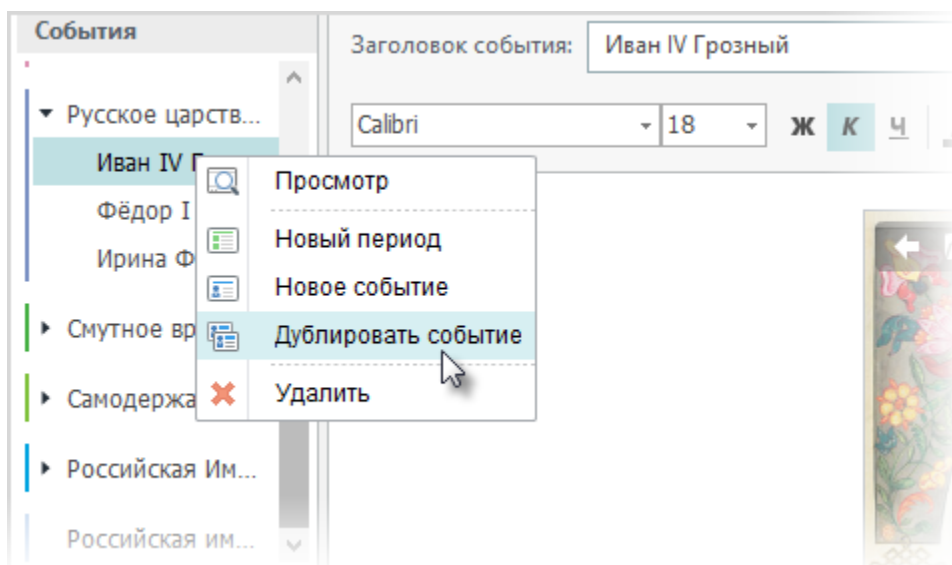 События
Заголовок события: Иван IV Грозный
Calibri 18 Ж К Ч
Русское царств...
Иван IV
Фёдор I
Ирина Ф
Смутное вр
Самодержа
Российская Им...
Российская им...
Просмотр
Новый период
Новое событие
Дублировать событие
Удалить